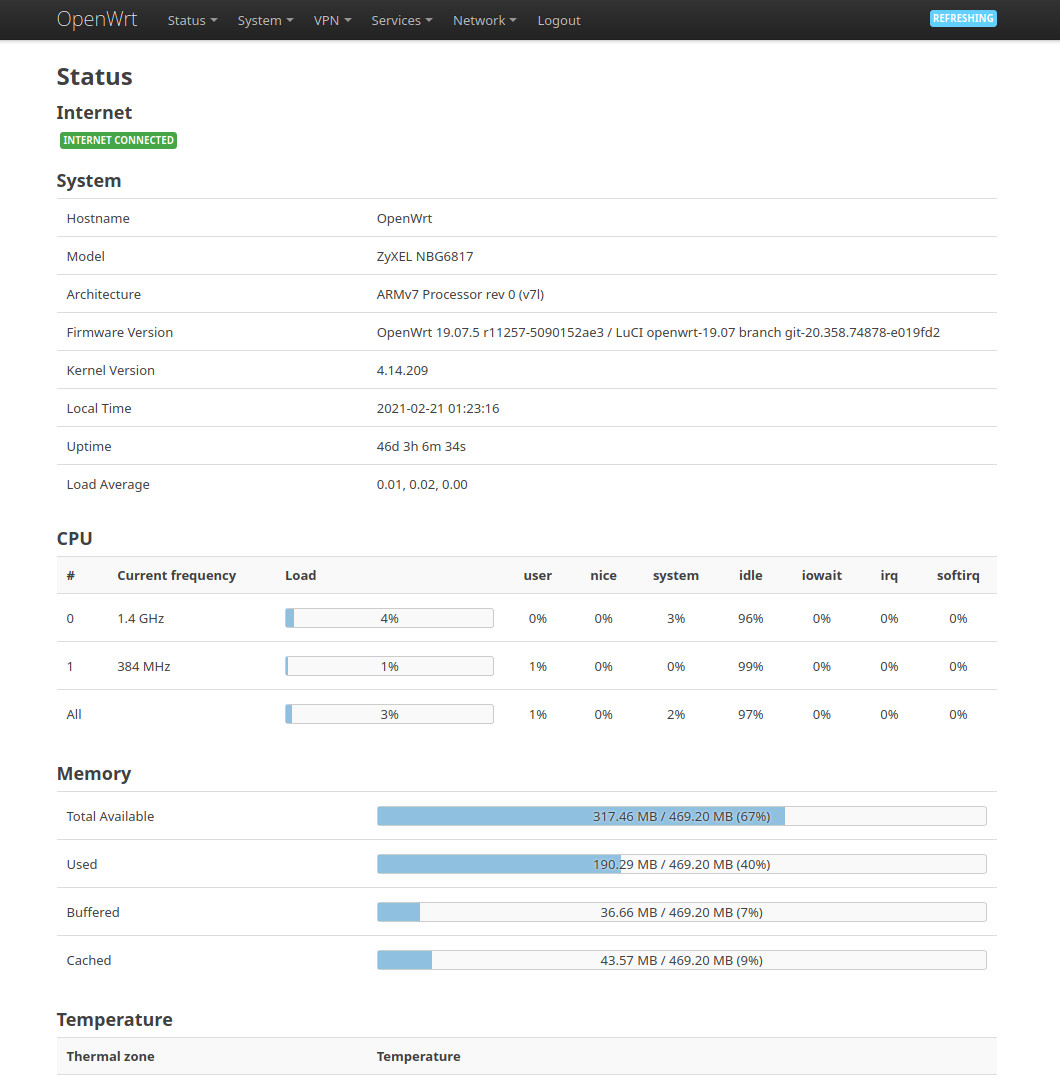 OpenWrt Status System VPN Services Network Logout REFRESHING
Status
Internet
INTERNET CONNECTED
System
Hostname OpenWrt
Model ZyXEL NBG6817
Architecture ARMv7 Processor rev 0 (v7l)
Firmware Version OpenWrt 19.07.5 r11257-5090152ae3 / LuCI openwrt-19.07 branch git-20.358.74878-e019fd2
Kernel Version 4.14.209
Local Time 2021-02-21 01:23:16
Uptime 46d 3h 6m 34s
Load Average 0.01, 0.02, 0.00
CPU
# Current frequency Load user nice system idle iowait irq softirq
0 1.4 GHz 4% 0% 0% 3% 96% 0% 0% 0%
1 384 MHz 1% 1% 0% 0% 99% 0% 0% 0%
All 3% 1% 0% 2% 97% 0% 0% 0%
Memory
Total Available 317.46 MB / 469.20 MB (67%)
Used 190.29 MB / 469.20 MB (40%)
Buffered 36.66 MB / 469.20 MB (7%)
Cached 43.57 MB / 469.20 MB (9%)
Temperature
Thermal zone Temperature